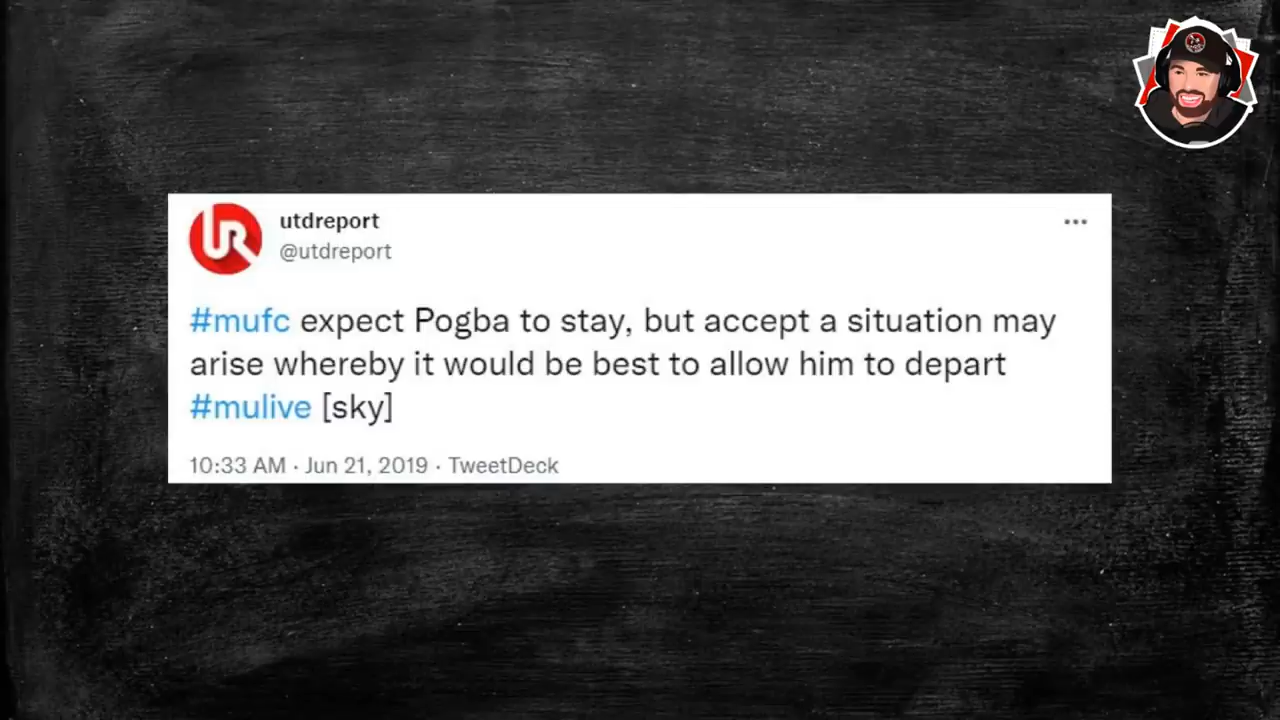 utdreport
@utdreport
#mufc expect Pogba to stay, but accept a situation may
arise whereby it would be best to allow him to depart
#mulive [sky]
10:33 AM · Jun 21, 2019 · TweetDeck